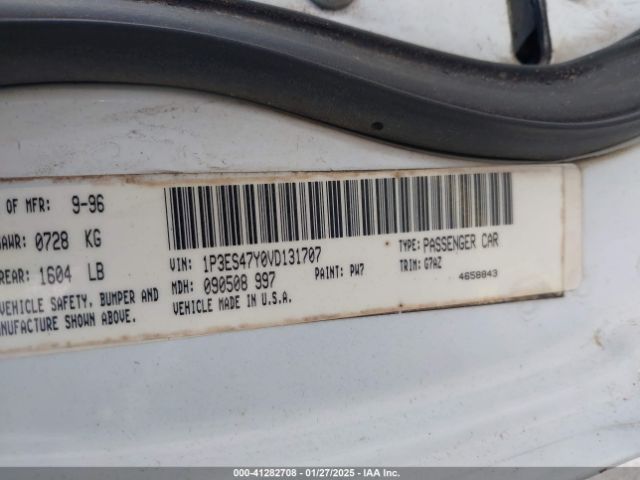 OF MFR: 9-96
GAWR: 0728 KG
REAR: 1604 LB
VEHICLE SAFETY, BUMPER AND
MANUFACTURE SHOWN ABOVE.
VIN: 1P3ES47Y0VD131707
TYPE: PASSENGER CAR
MDH: 090508 997
PAINT: PW7
TRIM: G7AZ
VEHICLE MADE IN U.S.A.
4658843
000-41282708 - 01/27/2025 - IAA Inc.